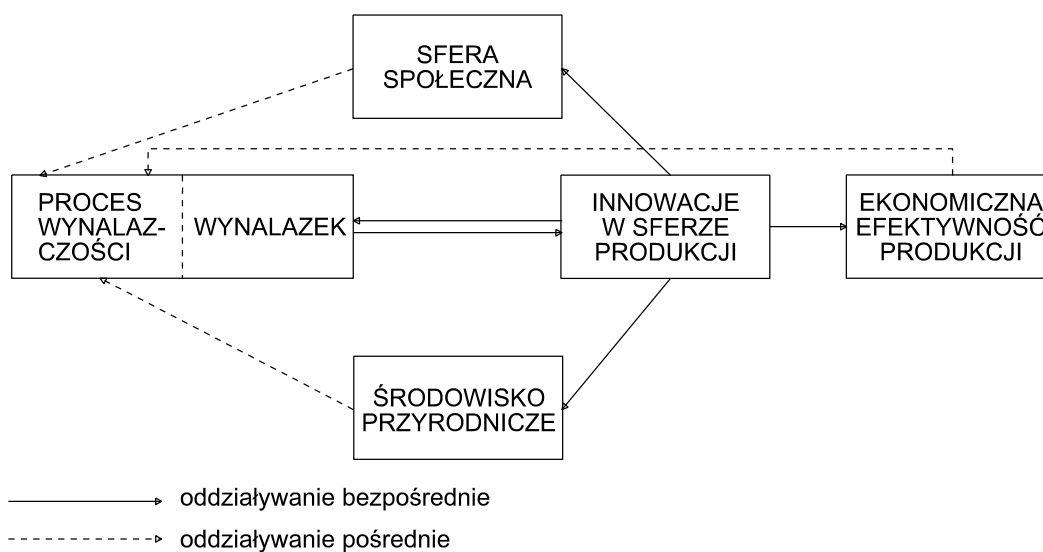 SFERA
SPOŁECZNA
PROCES
WYNALAZ-
CZOŚCI
WYNALAZEK
INNOWACJE
W SFERZE
PRODUKCJI
EKONOMICZNA
EFEKTYWNOŚĆ
PRODUKCJI
ŚRODOWISKO
PRZYRODNICZE
oddziaływanie bezpośrednie
oddziaływanie pośrednie